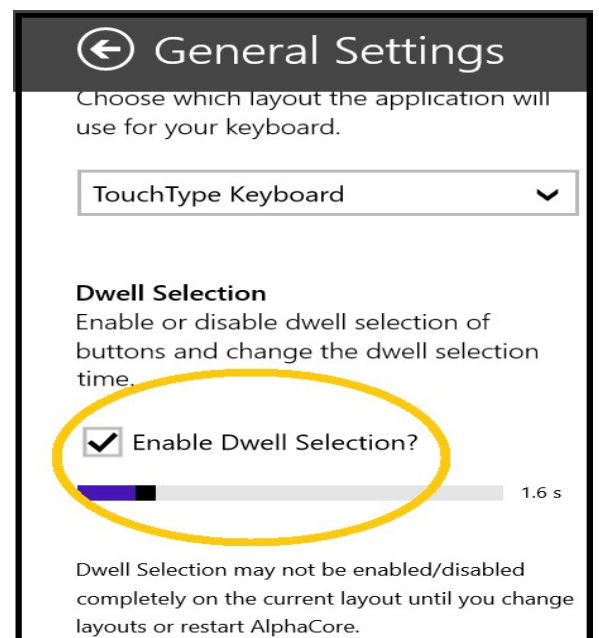 General Settings
Choose which layout the application will
use for your keyboard.
TouchType Keyboard
Dwell Selection
Enable or disable dwell selection of
buttons and change the dwell selection
time.
Enable Dwell Selection?
1.6 s
Dwell Selection may not be enabled/disabled
completely on the current layout until you change
layouts or restart AlphaCore.